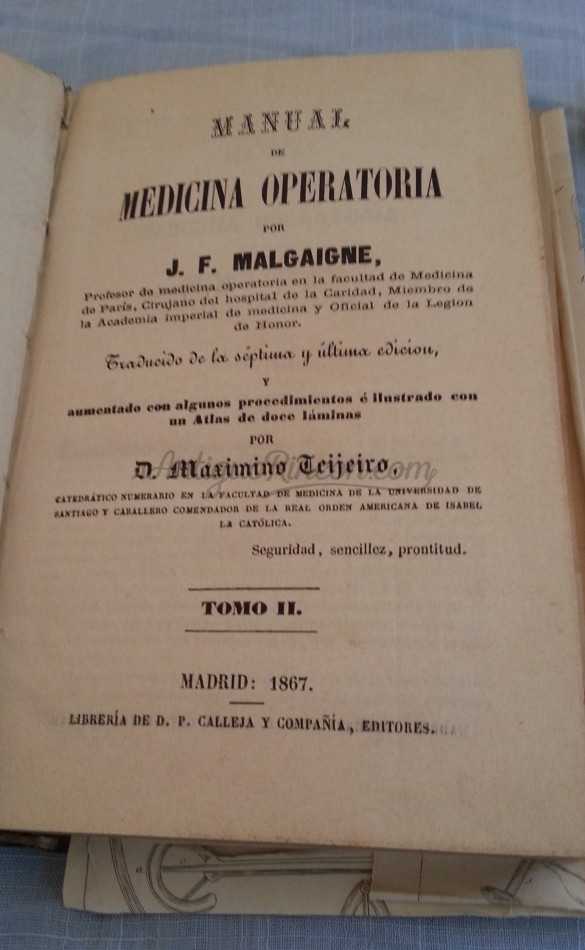 MANUAL
DE
MEDICINA OPERATORIA
POR
J. F. MALGAIGNE,
Profesor de medicina operatoria en la facultad de Medicina
de París, Cirujano del hospital de la Caridad, Miembro de
la Academia imperial de medicina y Oficial de la Legion
de Honor.
Traducido de la séptima y última edicion,
Y
aumentado con algunos procedimientos é ilustrado con
un Atlas de doce láminas
POR
D. Maximino Teijeiro,
CATEDRÁTICO NUMERARIO EN LA FACULTAD DE MEDICINA DE LA UNIVERSIDAD DE
SANTIAGO Y CABALLERO COMENDADOR DE LA REAL ORDEN AMERICANA DE ISABEL
LA CATÓLICA.
Seguridad, sencillez, prontitud.
TOMO II.
MADRID: 1867.
LIBRERÍA DE D. P. CALLEJA Y COMPAÑÍA, EDITORES.